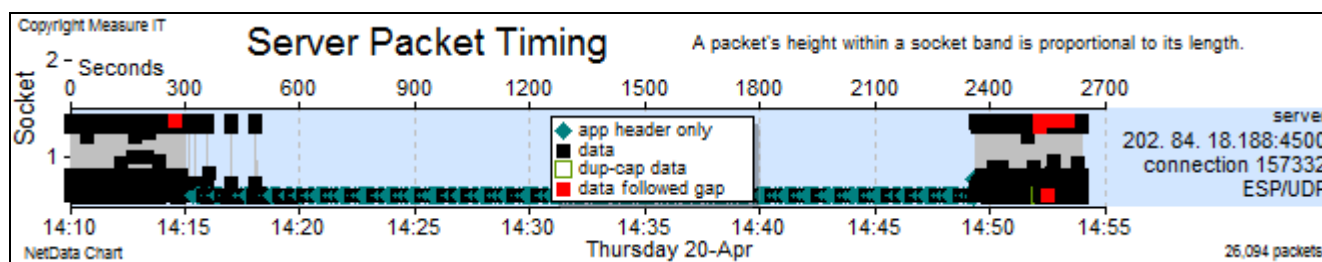 Copyright Measure IT
Server Packet Timing
A packet's height within a socket band is proportional to its length.
Socket
2
Seconds
0 300 600 900 1200 1500 1800 2100 2400 2700
1
app header only
data
dup-cap data
data followed gap
server
202. 84. 18.188:4500
connection 157332
ESP/UDP
14:10 14:15 14:20 14:25 14:30 14:35 14:40 14:45 14:50 14:55
Thursday 20-Apr
NetData Chart
26,094 packets